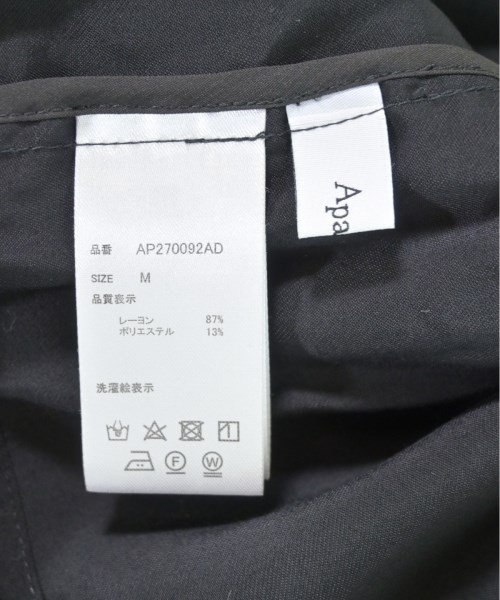 品番 AP270092AD
SIZE M
品質表示
レーヨン 87%
ポリエステル 13%
洗濯絵表示
F W
Apa